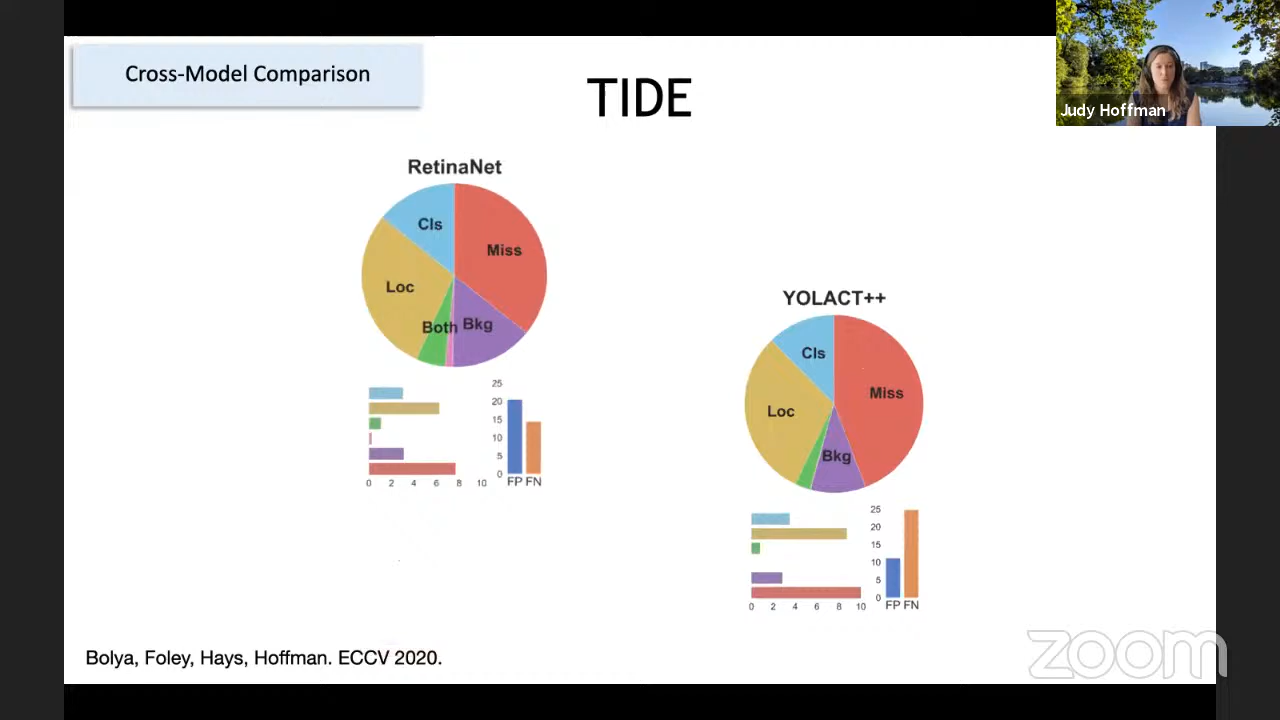 Cross-Model Comparison
TIDE
Judy Hoffman
RetinaNet
Cls
Miss
Loc
Both
Bkg
25
20
15
10
5
0
0 2 4 6 8 10
FP FN
YOLACT++
Cls
Miss
Loc
Bkg
25
20
15
10
5
0
0 2 4 6 8 10
FP FN
Bolya, Foley, Hays, Hoffman. ECCV 2020.
zoom